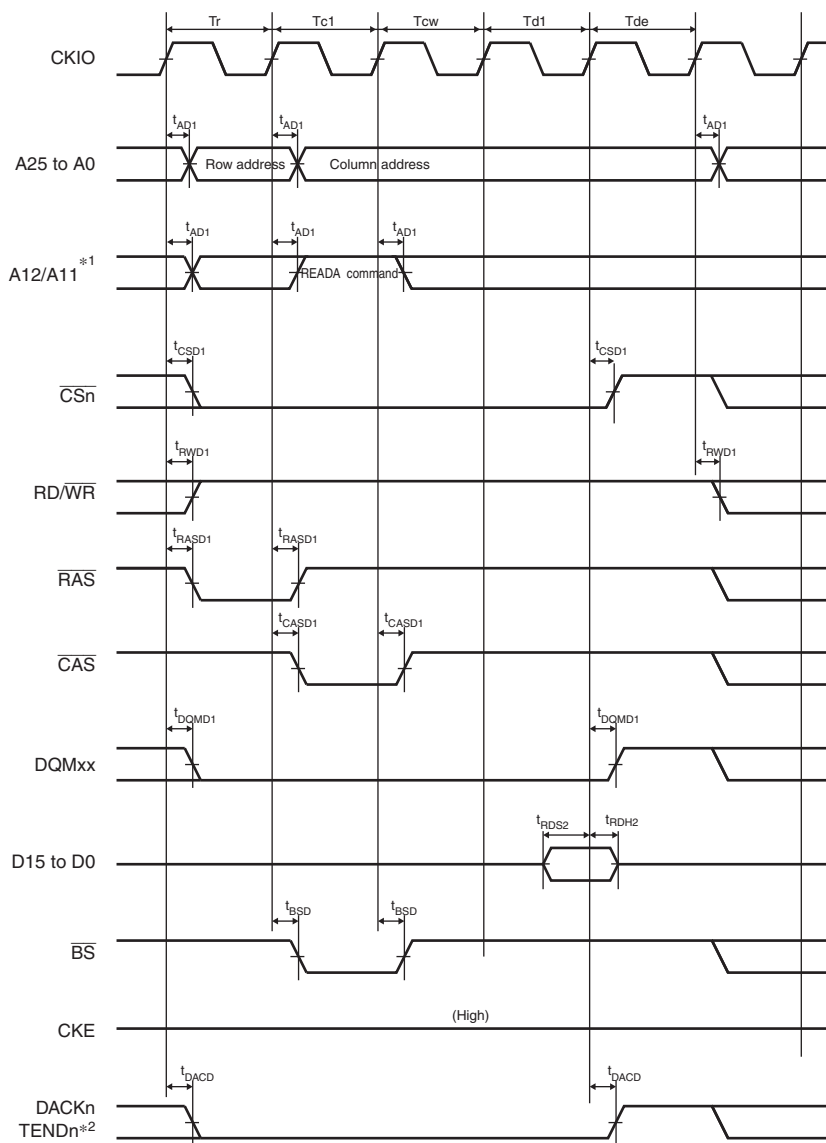 Tr Tc1 Tcw Td1 Tde
CKIO
tAD1 tAD1 tAD1
A25 to A0 Row address Column address
tAD1 tAD1 tAD1
A12/A11*1 READA command
tCSD1 tCSD1
CSn
tRWD1 tRWD1
RD/WR
tRASD1 tRASD1
RAS
tCASD1 tCASD1
CAS
tDQMD1 tDQMD1
DQMxx
tRDS2 tRDH2
D15 to D0
tBSD tBSD
BS
(High)
CKE
tDACD tDACD
DACKn
TENDn*2